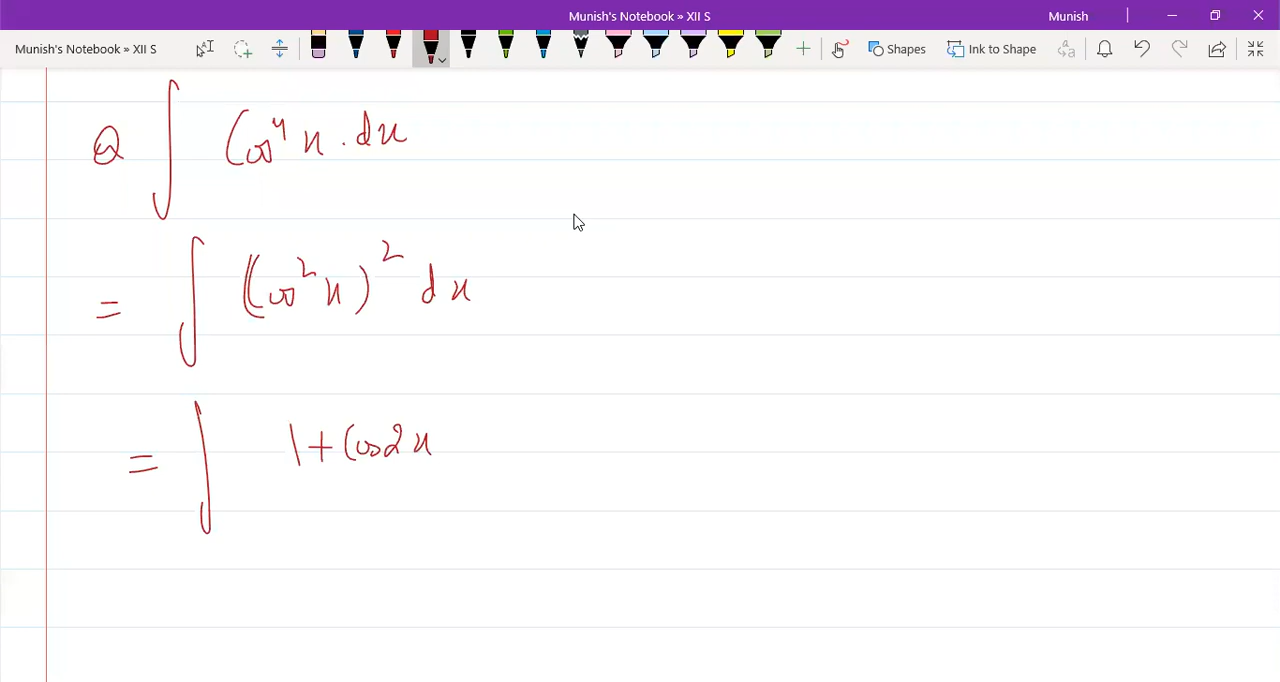 Munish's Notebook » XII S
Munish
Munish's Notebook » XII S
Shapes
Ink to Shape
Q ∫ Cos⁴x . dx
= ∫ (Cos²x)² dx
= ∫ 1 + Cos2x